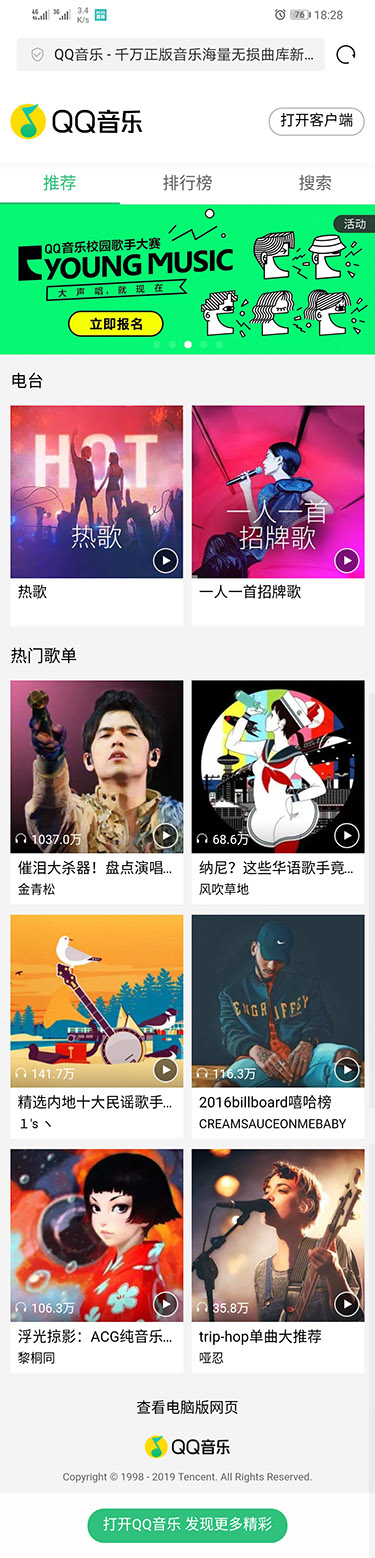 4G 3G 3.4 K/s 76 18:28
QQ音乐 - 千万正版音乐海量无损曲库新...
QQ音乐 打开客户端
推荐 排行榜 搜索
活动
QQ音乐校园歌手大赛
YOUNG MUSIC
大声唱，就现在
立即报名
电台
HOT
热歌
一人一首
招牌歌
热歌 一人一首招牌歌
热门歌单
1037.0万 68.6万
催泪大杀器！盘点演唱... 纳尼？这些华语歌手竟...
金青松 风吹草地
ENGRIFFEY
141.7万 116.3万
精选内地十大民谣歌手... 2016billboard嘻哈榜
1's ヽ CREAMSAUCEONMEBABY
106.3万 35.8万
浮光掠影：ACG纯音乐... trip-hop单曲大推荐
黎桐同 哑忍
查看电脑版网页
QQ音乐
Copyright © 1998 - 2019 Tencent. All Rights Reserved.
打开QQ音乐 发现更多精彩